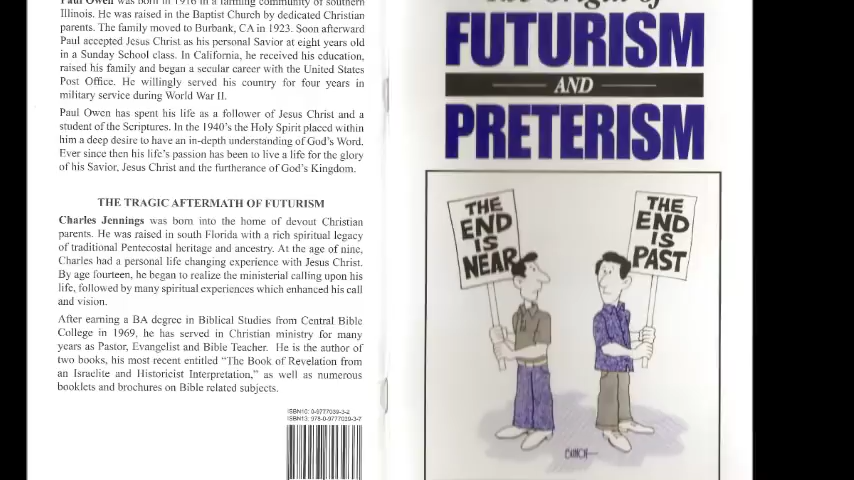 Paul Owen was born in 1916 in a farming community of southern
Illinois. He was raised in the Baptist Church by dedicated Christian
parents. The family moved to Burbank, CA in 1923. Soon afterward
Paul accepted Jesus Christ as his personal Savior at eight years old
in a Sunday School class. In California, he received his education,
raised his family and began a secular career with the United States
Post Office. He willingly served his country for four years in
military service during World War II.
Paul Owen has spent his life as a follower of Jesus Christ and a
student of the Scriptures. In the 1940's the Holy Spirit placed within
him a deep desire to have an in-depth understanding of God's Word.
Ever since then his life's passion has been to live a life for the glory
of his Savior, Jesus Christ and the furtherance of God's Kingdom.
THE TRAGIC AFTERMATH OF FUTURISM
Charles Jennings was born into the home of devout Christian
parents. He was raised in south Florida with a rich spiritual legacy
of traditional Pentecostal heritage and ancestry. At the age of nine,
Charles had a personal life changing experience with Jesus Christ.
By age fourteen, he began to realize the ministerial calling upon his
life, followed by many spiritual experiences which enhanced his call
and vision.
After earning a BA degree in Biblical Studies from Central Bible
College in 1969, he has served in Christian ministry for many
years as Pastor, Evangelist and Bible Teacher. He is the author of
two books, his most recent entitled “The Book of Revelation from
an Israelite and Historicist Interpretation,” as well as numerous
booklets and brochures on Bible related subjects.
ISBN10: 0-9777039-3-2
ISBN13: 978-0-9777039-3-7
The Origin of
FUTURISM
AND
PRETERISM
THE
END
IS
NEAR
THE
END
IS
PAST